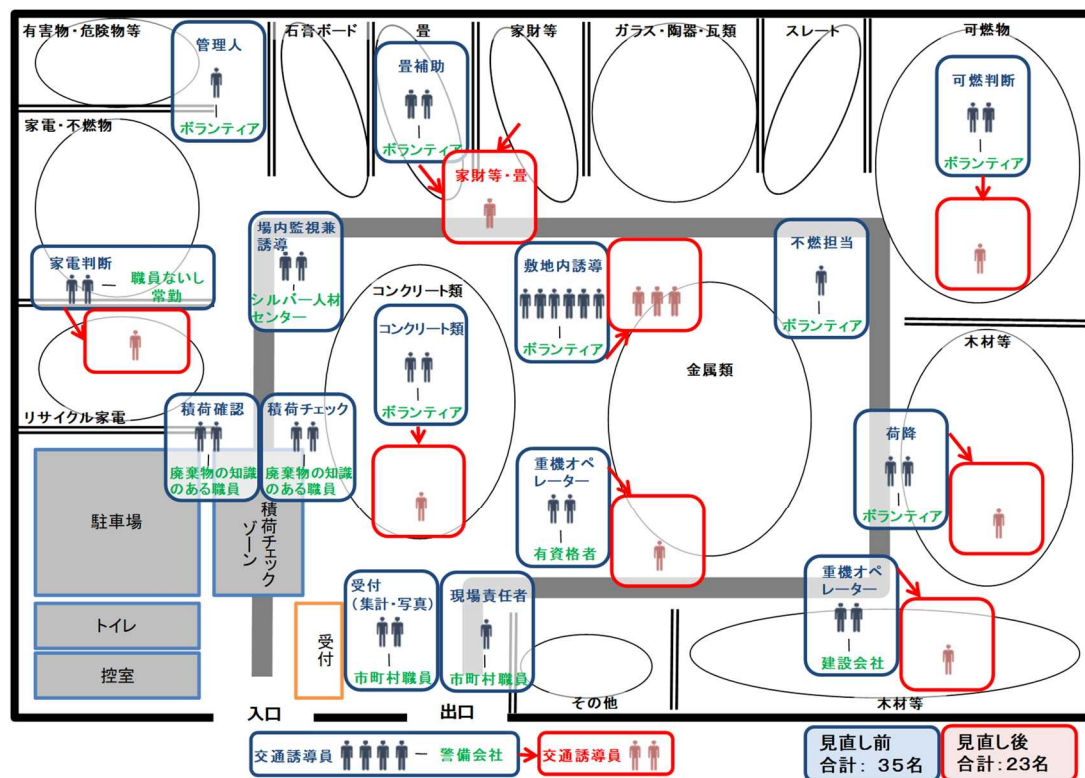 有害物・危険物等
石膏ボード
畳
家財等
ガラス・陶器・瓦類
スレート
可燃物
管理人
ボランティア
畳補助
ボランティア
可燃判断
ボランティア
家電・不燃物
家財等・畳
場内監視兼
誘導
シルバー人材
センター
家電判断
職員ないし
常勤
敷地内誘導
ボランティア
不燃担当
ボランティア
コンクリート類
コンクリート類
ボランティア
金属類
木材等
リサイクル家電
積荷確認
廃棄物の知識
のある職員
積荷チェック
廃棄物の知識
のある職員
荷降
ボランティア
重機オペ
レーター
有資格者
駐車場
積荷チェック
ゾーン
受付
(集計・写真)
市町村職員
現場責任者
市町村職員
重機オペ
レーター
建設会社
トイレ
控室
受付
その他
木材等
入口
出口
交通誘導員
警備会社
交通誘導員
見直し前
合計: 35名
見直し後
合計:23名